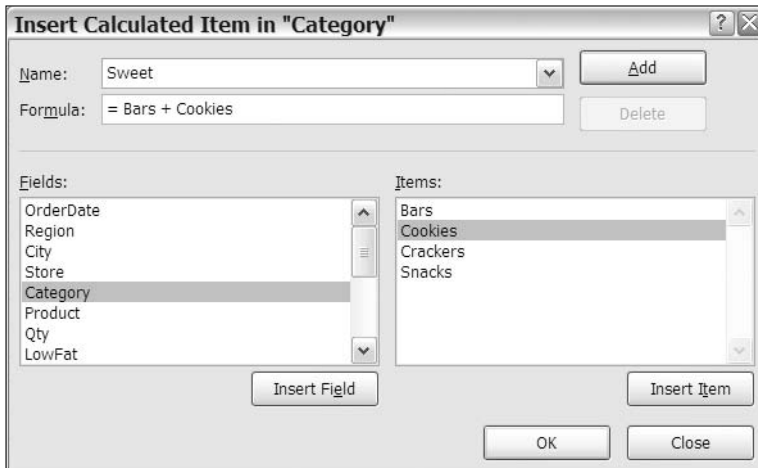 Insert Calculated Item in "Category"
?
Name: Sweet Add
Formula: = Bars + Cookies Delete
Fields: Items:
OrderDate
Region
City
Store
Category
Product
Qty
LowFat
Bars
Cookies
Crackers
Snacks
Insert Field Insert Item
OK Close